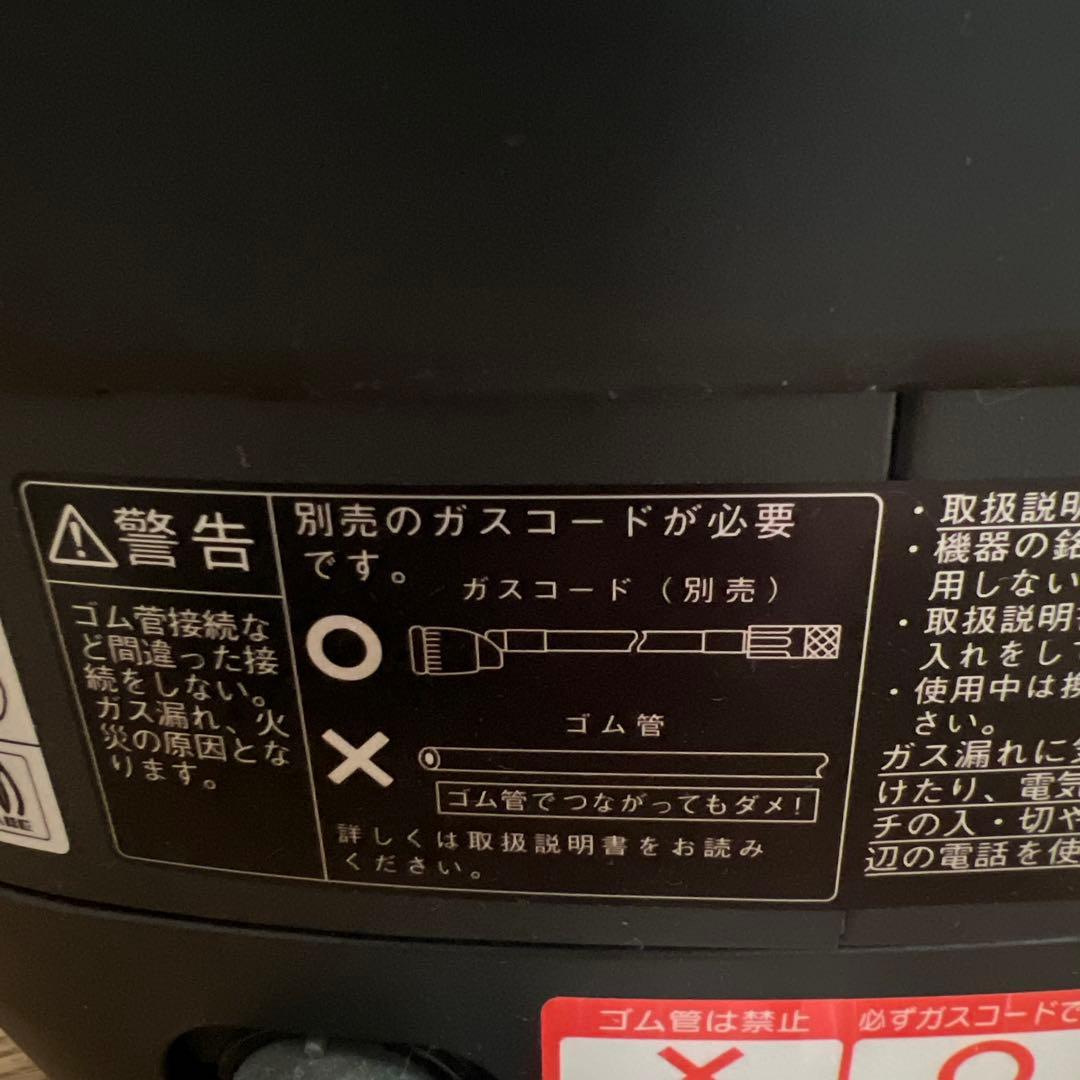 警告
ゴム菅接続な
ど間違った接
続をしない。
ガス漏れ、火
災の原因とな
ります。
別売のガスコードが必要
です。
ガスコード（別売）
ゴム管
ゴム管でつながってもダメ!
詳しくは取扱説明書をお読み
ください。
・取扱説明
・機器の銘
用しない
・取扱説明
入れをして
・使用中は換
さい。
ガス漏れに
けたり、電気
チの入・切や
辺の電話を使
ゴム管は禁止
必ずガスコードで